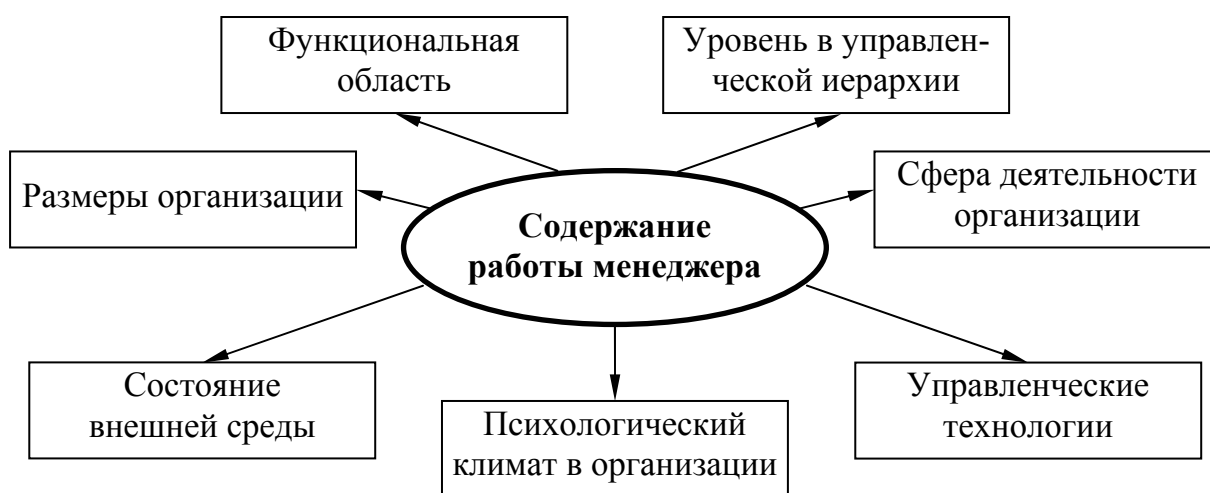 Функциональная
область
Уровень в управлен-
ческой иерархии
Размеры организации
Сфера деятельности
организации
Содержание
работы менеджера
Состояние
внешней среды
Психологический
климат в организации
Управленческие
технологии